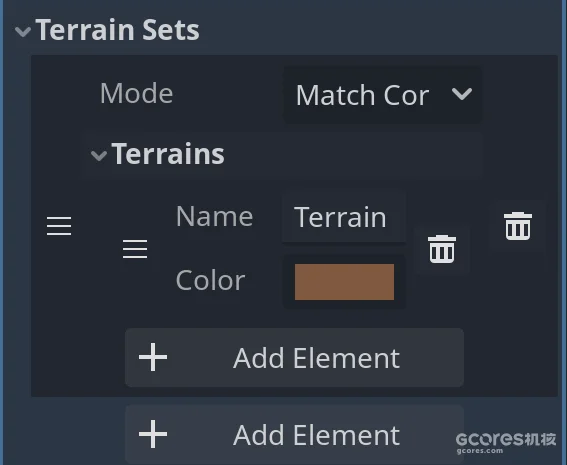 Terrain Sets
Mode
Match Cor
Terrains
Name
Terrain
Color
Add Element
Add Element
GCORES机核
gcores.com